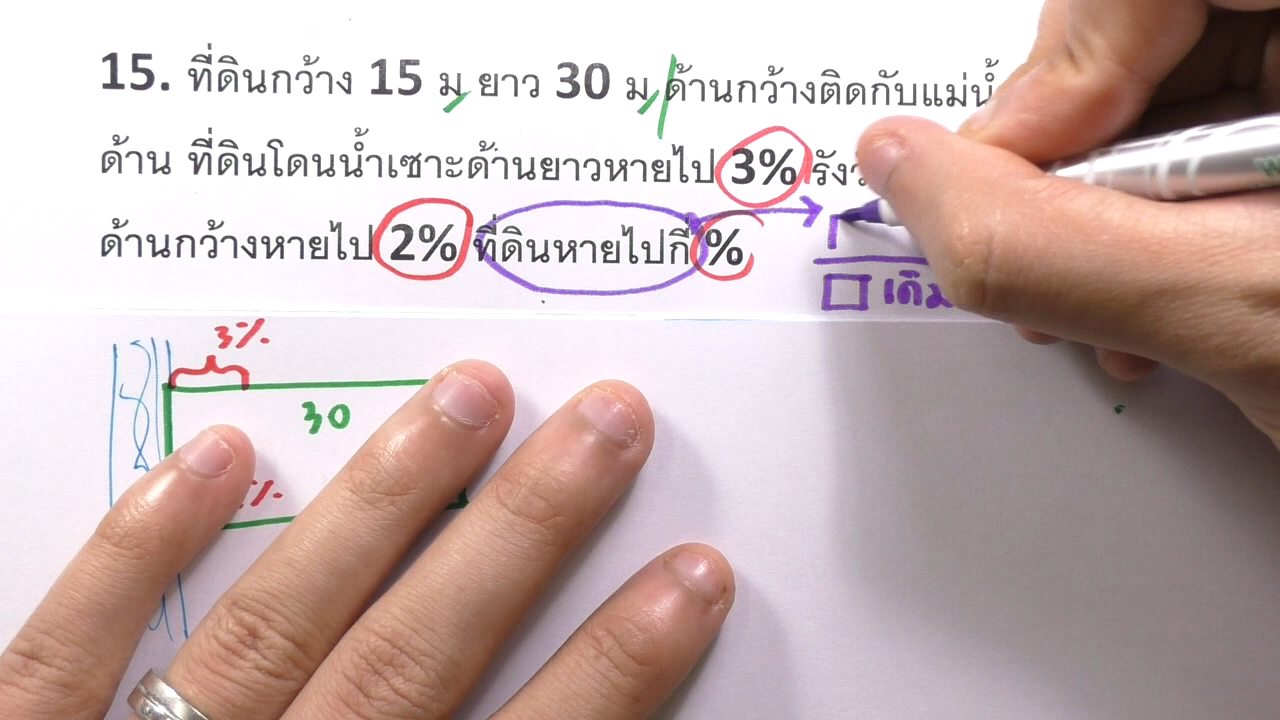 15. ที่ดินกว้าง 15 ม ยาว 30 ม ด้านกว้างติดกับแม่น้ำ
ด้าน ที่ดินโดนน้ำเซาะด้านยาวหายไป 3% รังว
ด้านกว้างหายไป 2% ที่ดินหายไปกี่ %
เดิม
3%
30
%